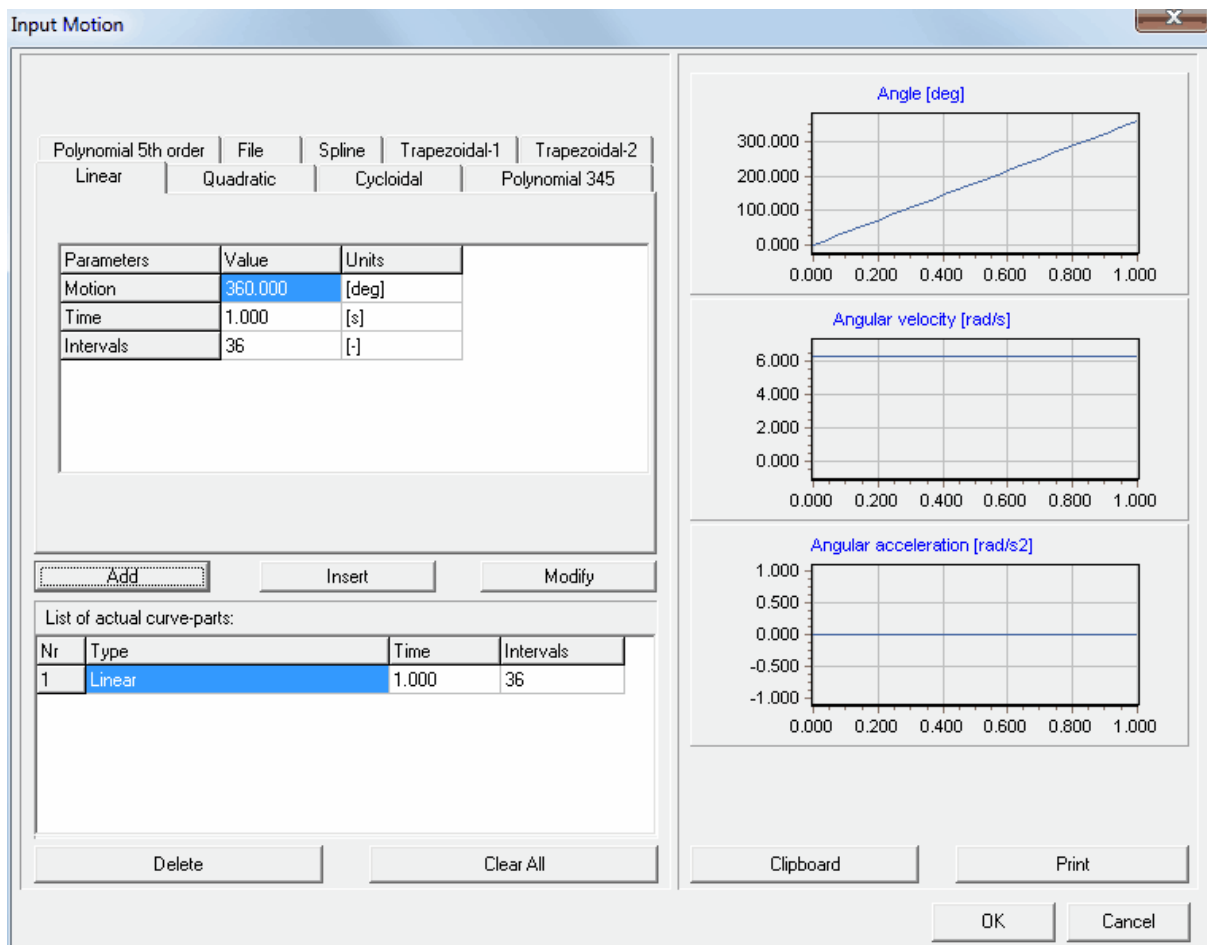 Input Motion
X
Polynomial 5th order File Spline Trapezoidal-1 Trapezoidal-2
Linear Quadratic Cycloidal Polynomial 345
Parameters Value Units
Motion 360.000 [deg]
Time 1.000 [s]
Intervals 36 [-]
Add Insert Modify
List of actual curve-parts:
Nr Type Time Intervals
1 Linear 1.000 36
Delete Clear All
Angle [deg]
300.000
200.000
100.000
0.000
0.000 0.200 0.400 0.600 0.800 1.000
Angular velocity [rad/s]
6.000
4.000
2.000
0.000
0.000 0.200 0.400 0.600 0.800 1.000
Angular acceleration [rad/s2]
1.000
0.500
0.000
-0.500
-1.000
0.000 0.200 0.400 0.600 0.800 1.000
Clipboard Print
OK Cancel